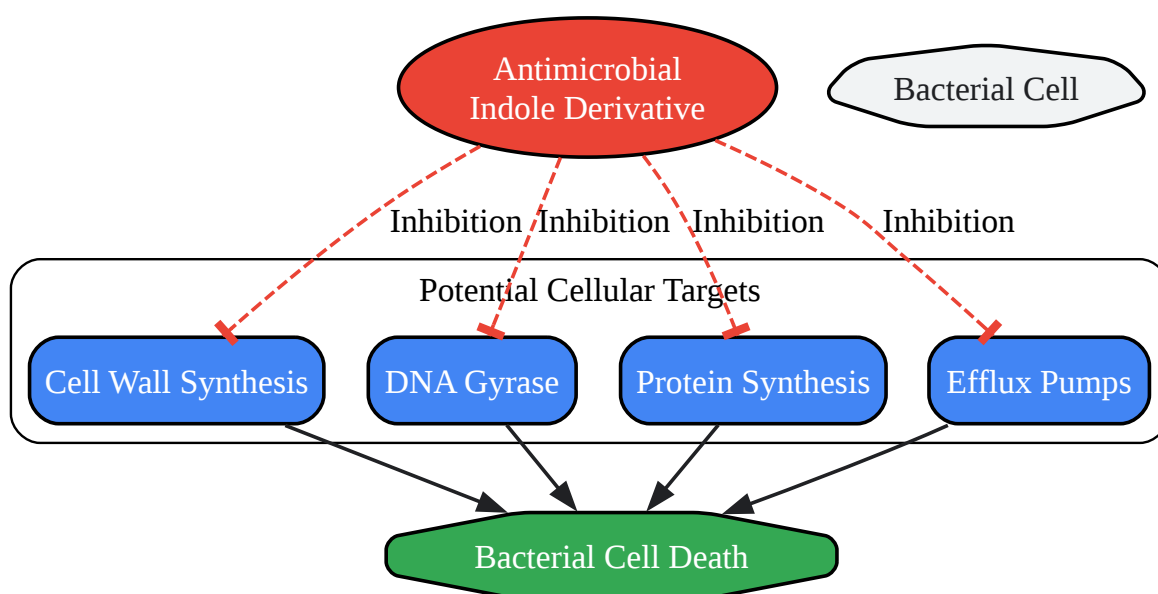 Antimicrobial
Indole Derivative
Bacterial Cell
Inhibition Inhibition Inhibition Inhibition
Potential Cellular Targets
Cell Wall Synthesis DNA Gyrase Protein Synthesis Efflux Pumps
Bacterial Cell Death